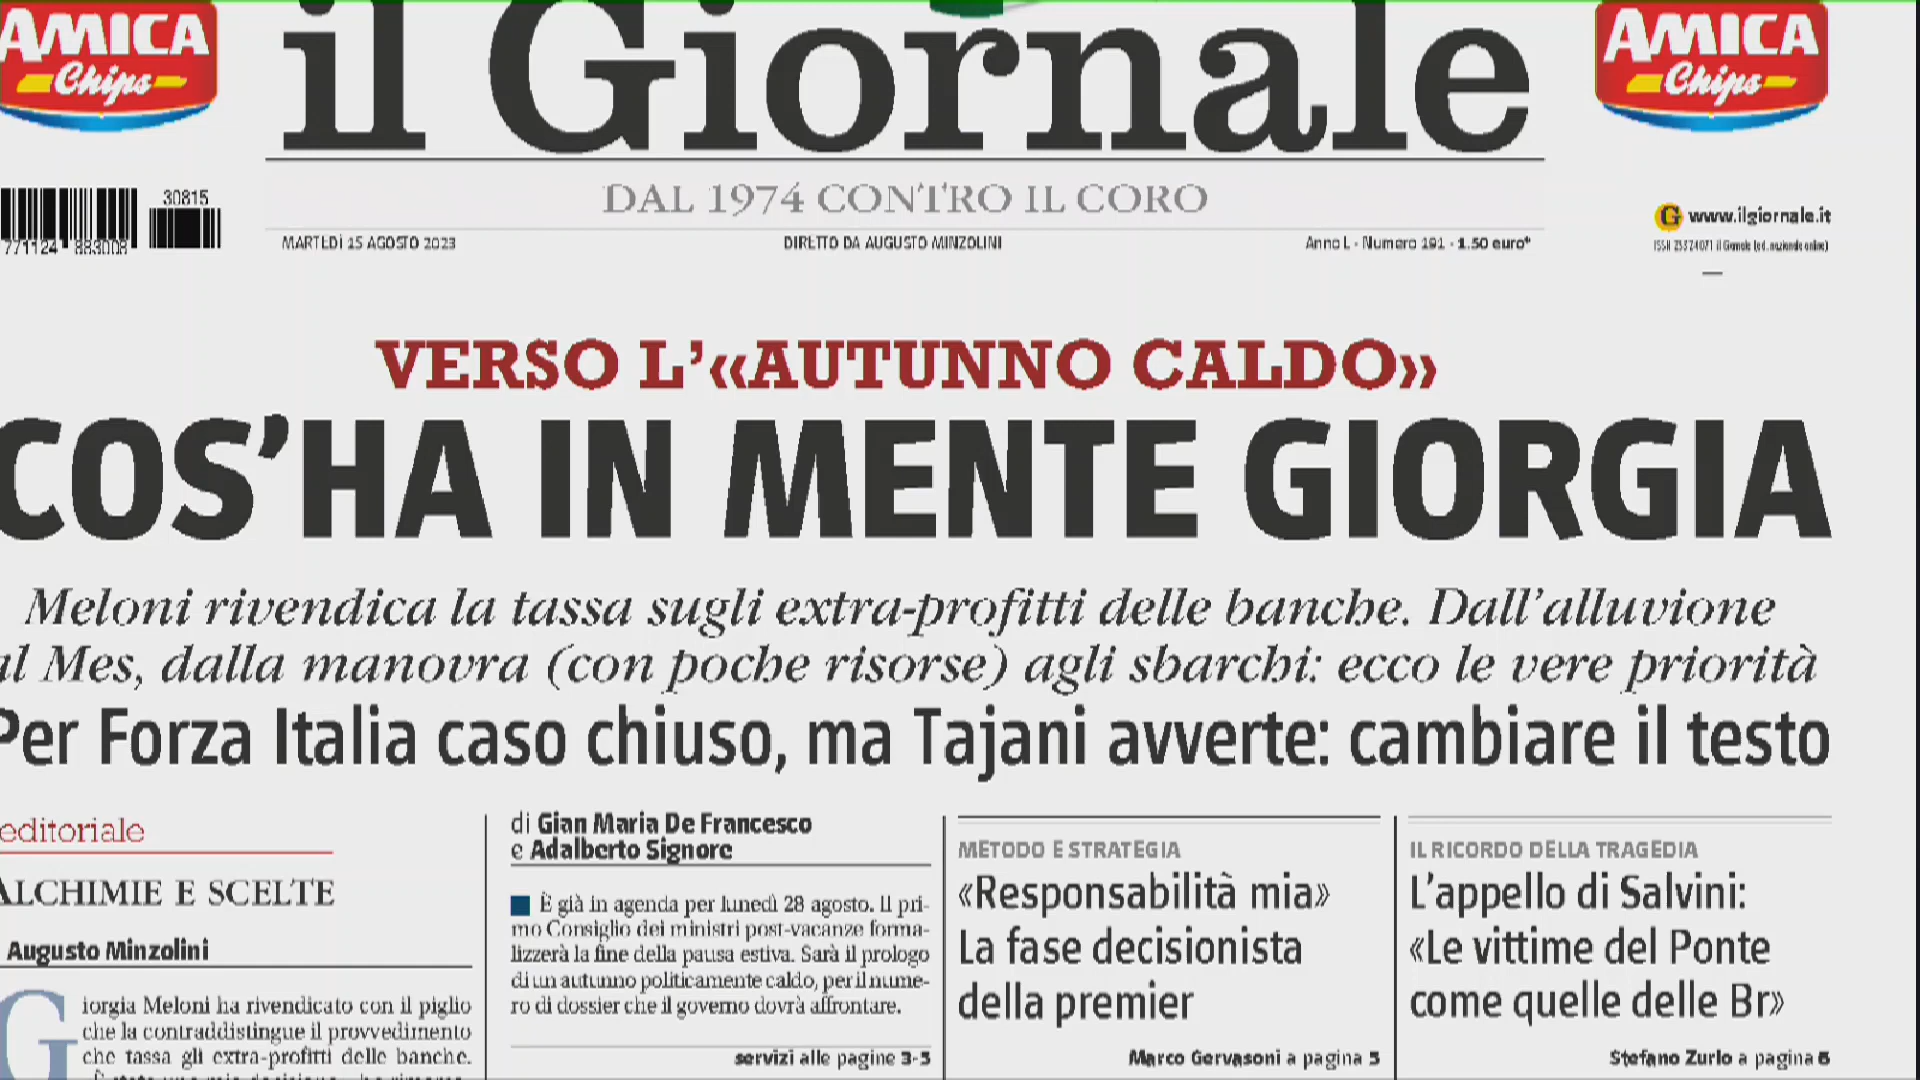 AMICA
Chips
il Giornale
AMICA
Chips
30815
771124 883008
DAL 1974 CONTRO IL CORO
G www.ilgiornale.it
MARTEDÌ 15 AGOSTO 2023
DIRETTO DA AUGUSTO MINZOLINI
Anno L - Numero 191 - 1.50 euro*
VERSO L'«AUTUNNO CALDO»
COS'HA IN MENTE GIORGIA
Meloni rivendica la tassa sugli extra-profitti delle banche. Dall'alluvione
al Mes, dalla manovra (con poche risorse) agli sbarchi: ecco le vere priorità
Per Forza Italia caso chiuso, ma Tajani avverte: cambiare il testo
editoriale
ALCHIMIE E SCELTE
Augusto Minzolini
Giorgia Meloni ha rivendicato con il piglio
che la contraddistingue il provvedimento
che tassa gli extra-profitti delle banche.
di Gian Maria De Francesco
e Adalberto Signore
È già in agenda per lunedì 28 agosto. Il pri-
mo Consiglio dei ministri post-vacanze forma-
lizzerà la fine della pausa estiva. Sarà il prologo
di un autunno politicamente caldo, per il nume-
ro di dossier che il governo dovrà affrontare.
servizi alle pagine 3-5
METODO E STRATEGIA
«Responsabilità mia»
La fase decisionista
della premier
Marco Gervasoni a pagina 5
IL RICORDO DELLA TRAGEDIA
L'appello di Salvini:
«Le vittime del Ponte
come quelle delle Br»
Stefano Zurlo a pagina 6